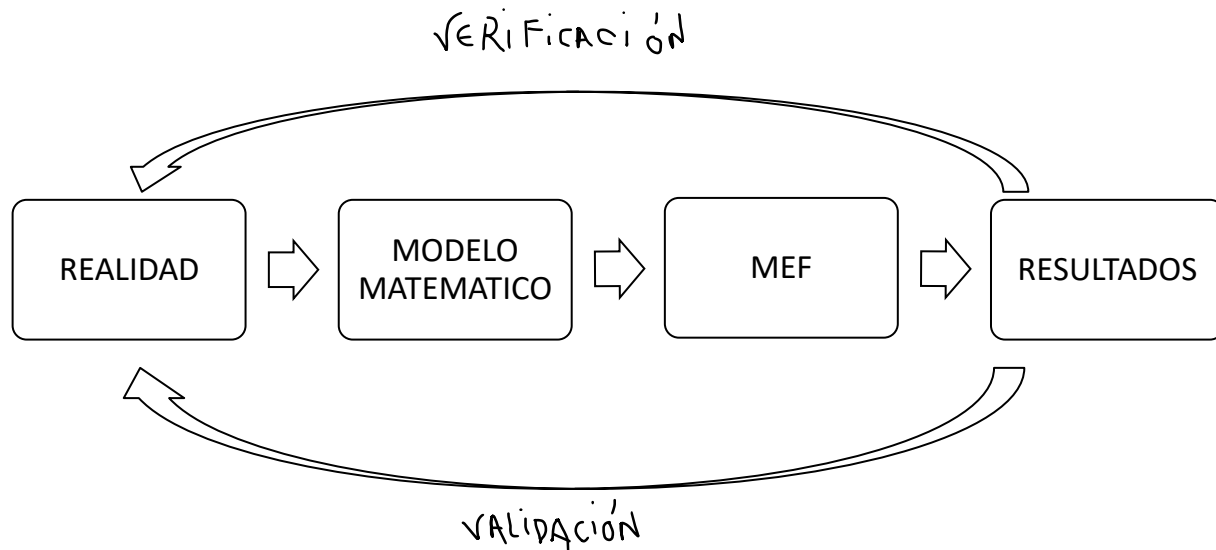 VERIFICACIÓN
REALIDAD
MODELO
MATEMATICO
MEF
RESULTADOS
VALIDACIÓN